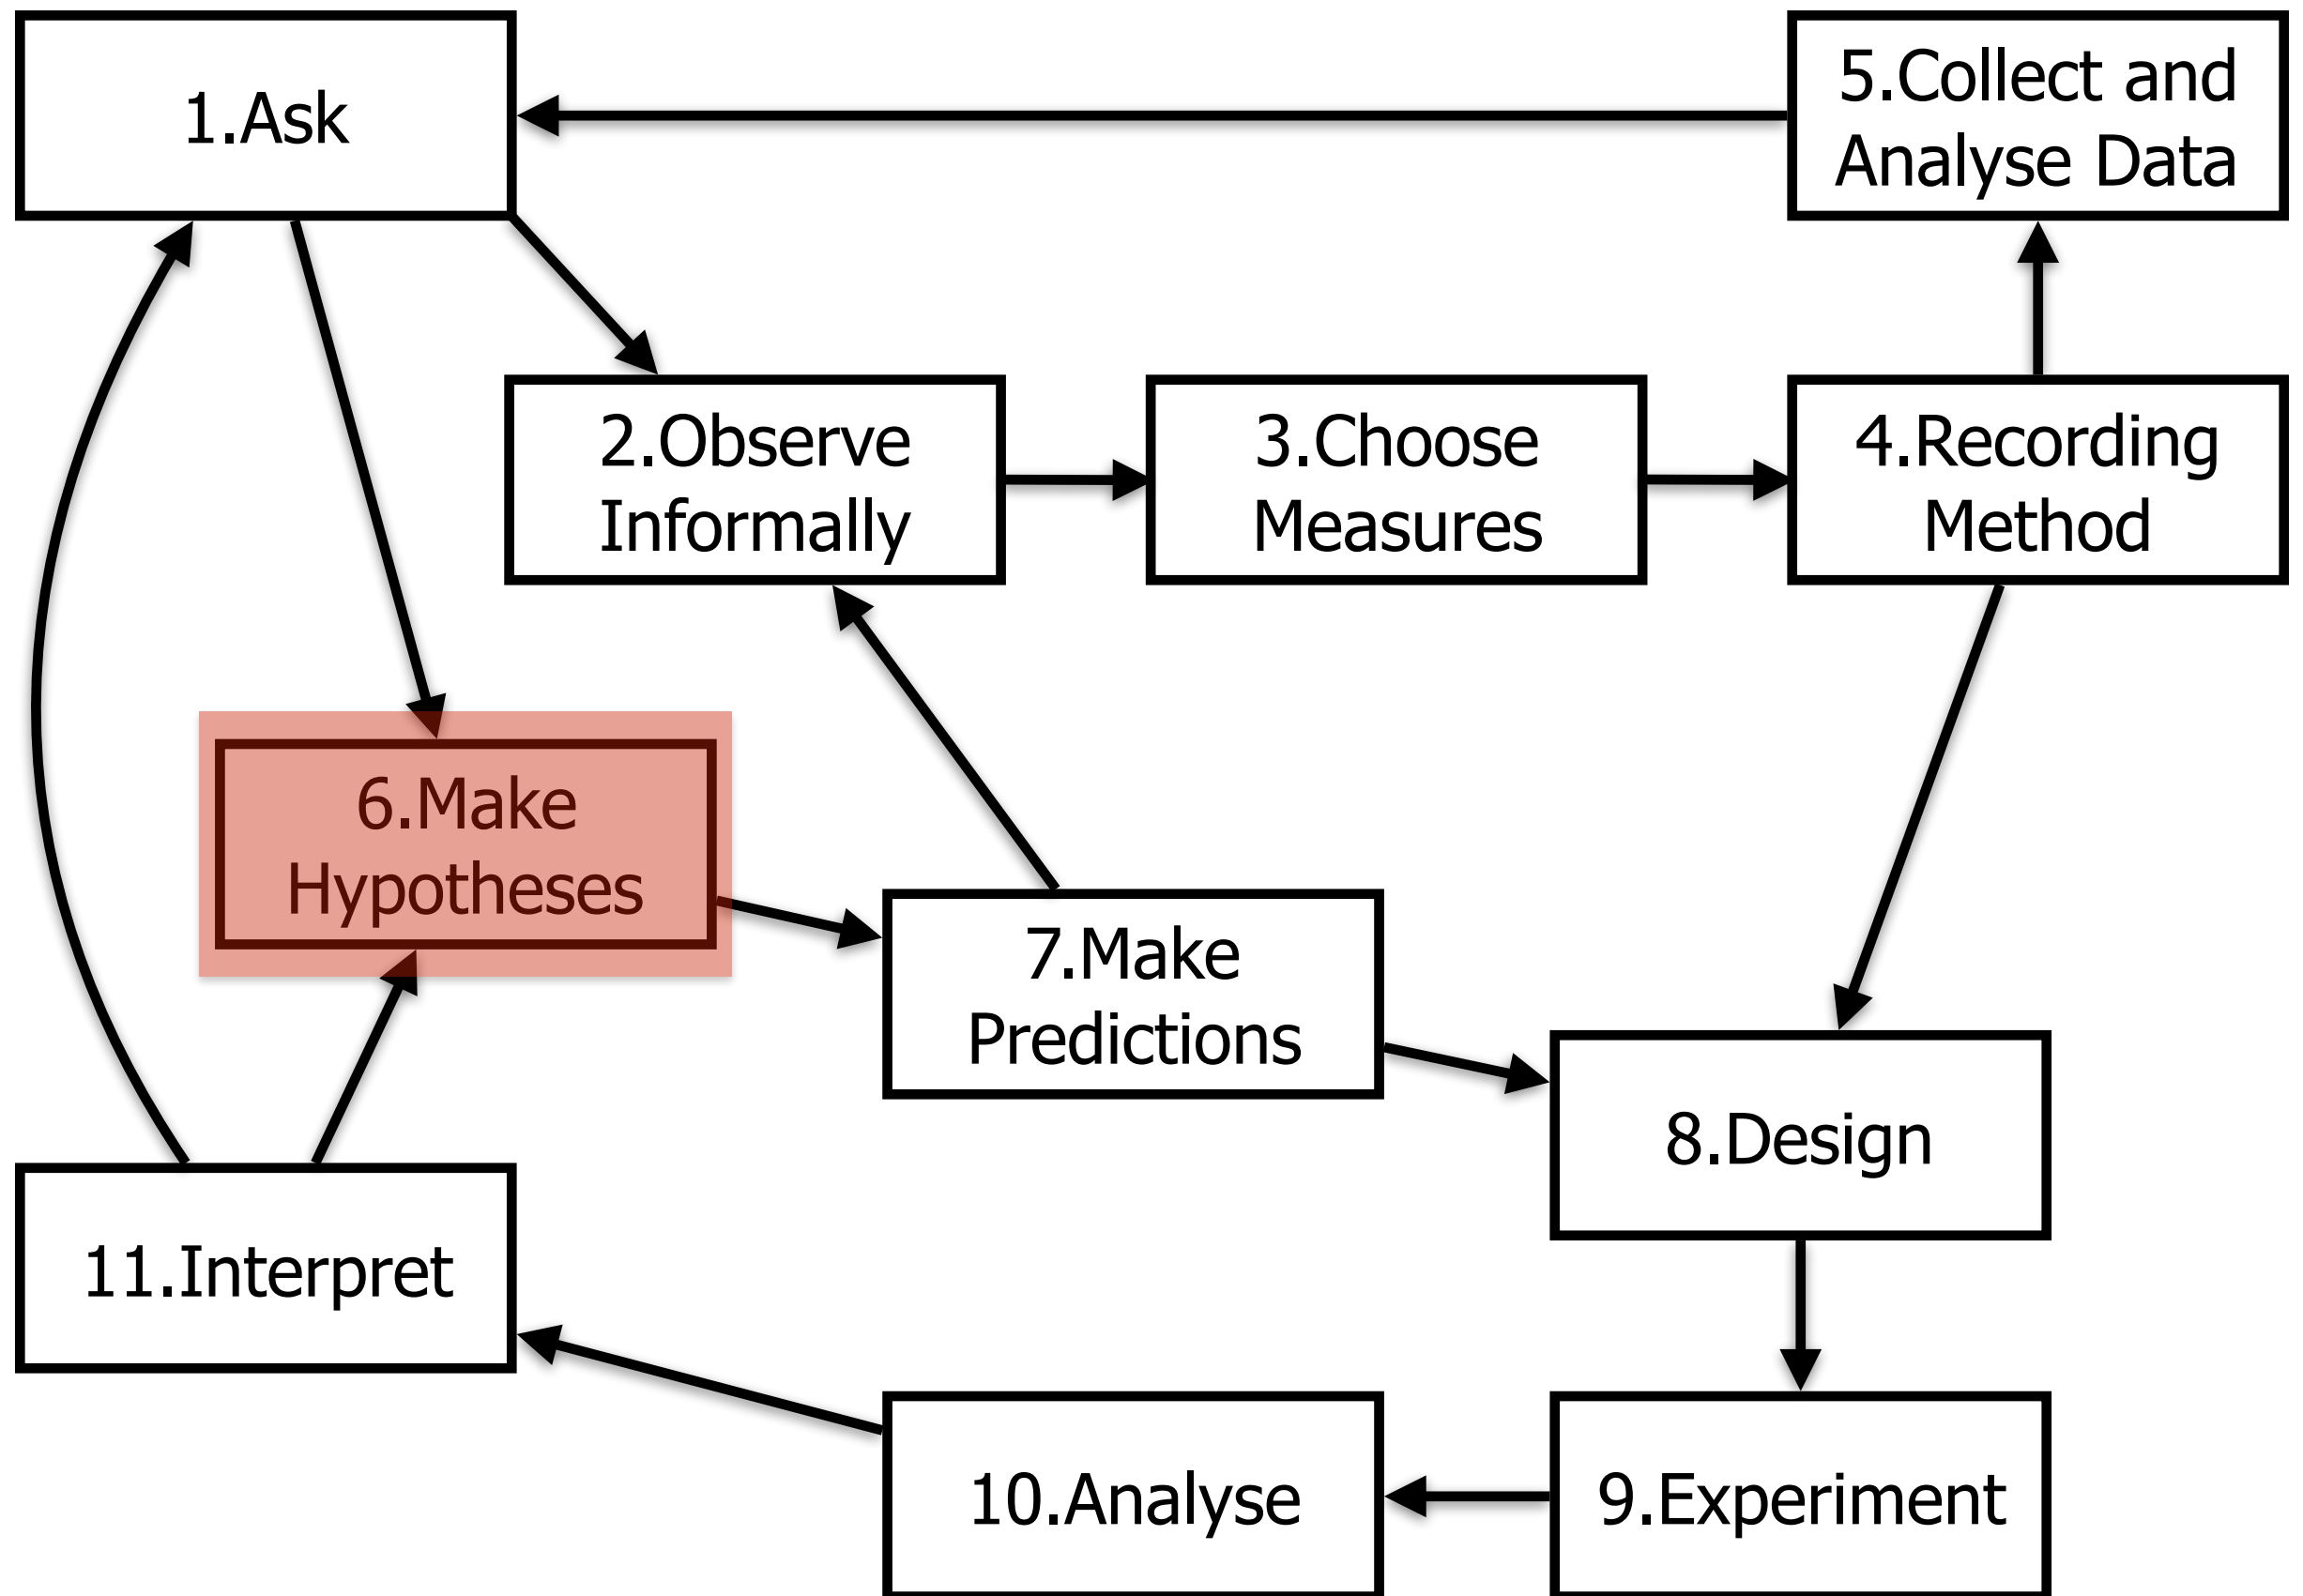 1.Ask
5.Collect and
Analyse Data
2.Observe
Informally
3.Choose
Measures
4.Recording
Method
6.Make
Hypotheses
7.Make
Predictions
8.Design
11.Interpret
10.Analyse
9.Experiment